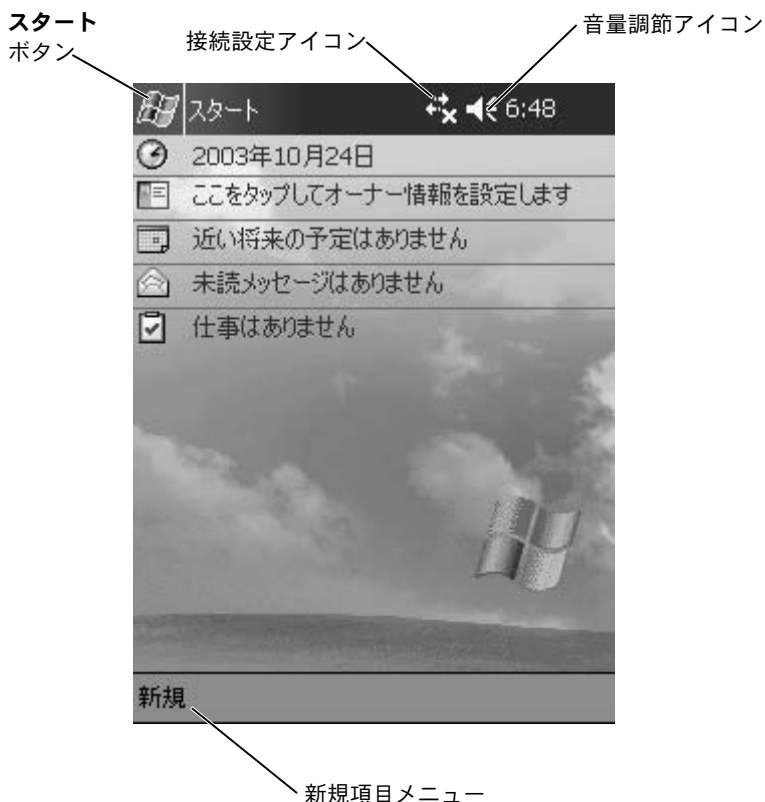 スタート
ボタン
接続設定アイコン
音量調節アイコン
スタート 6:48
2003年10月24日
ここをタップしてオーナー情報を設定します
近い将来の予定はありません
未読メッセージはありません
仕事はありません
新規
新規項目メニュー